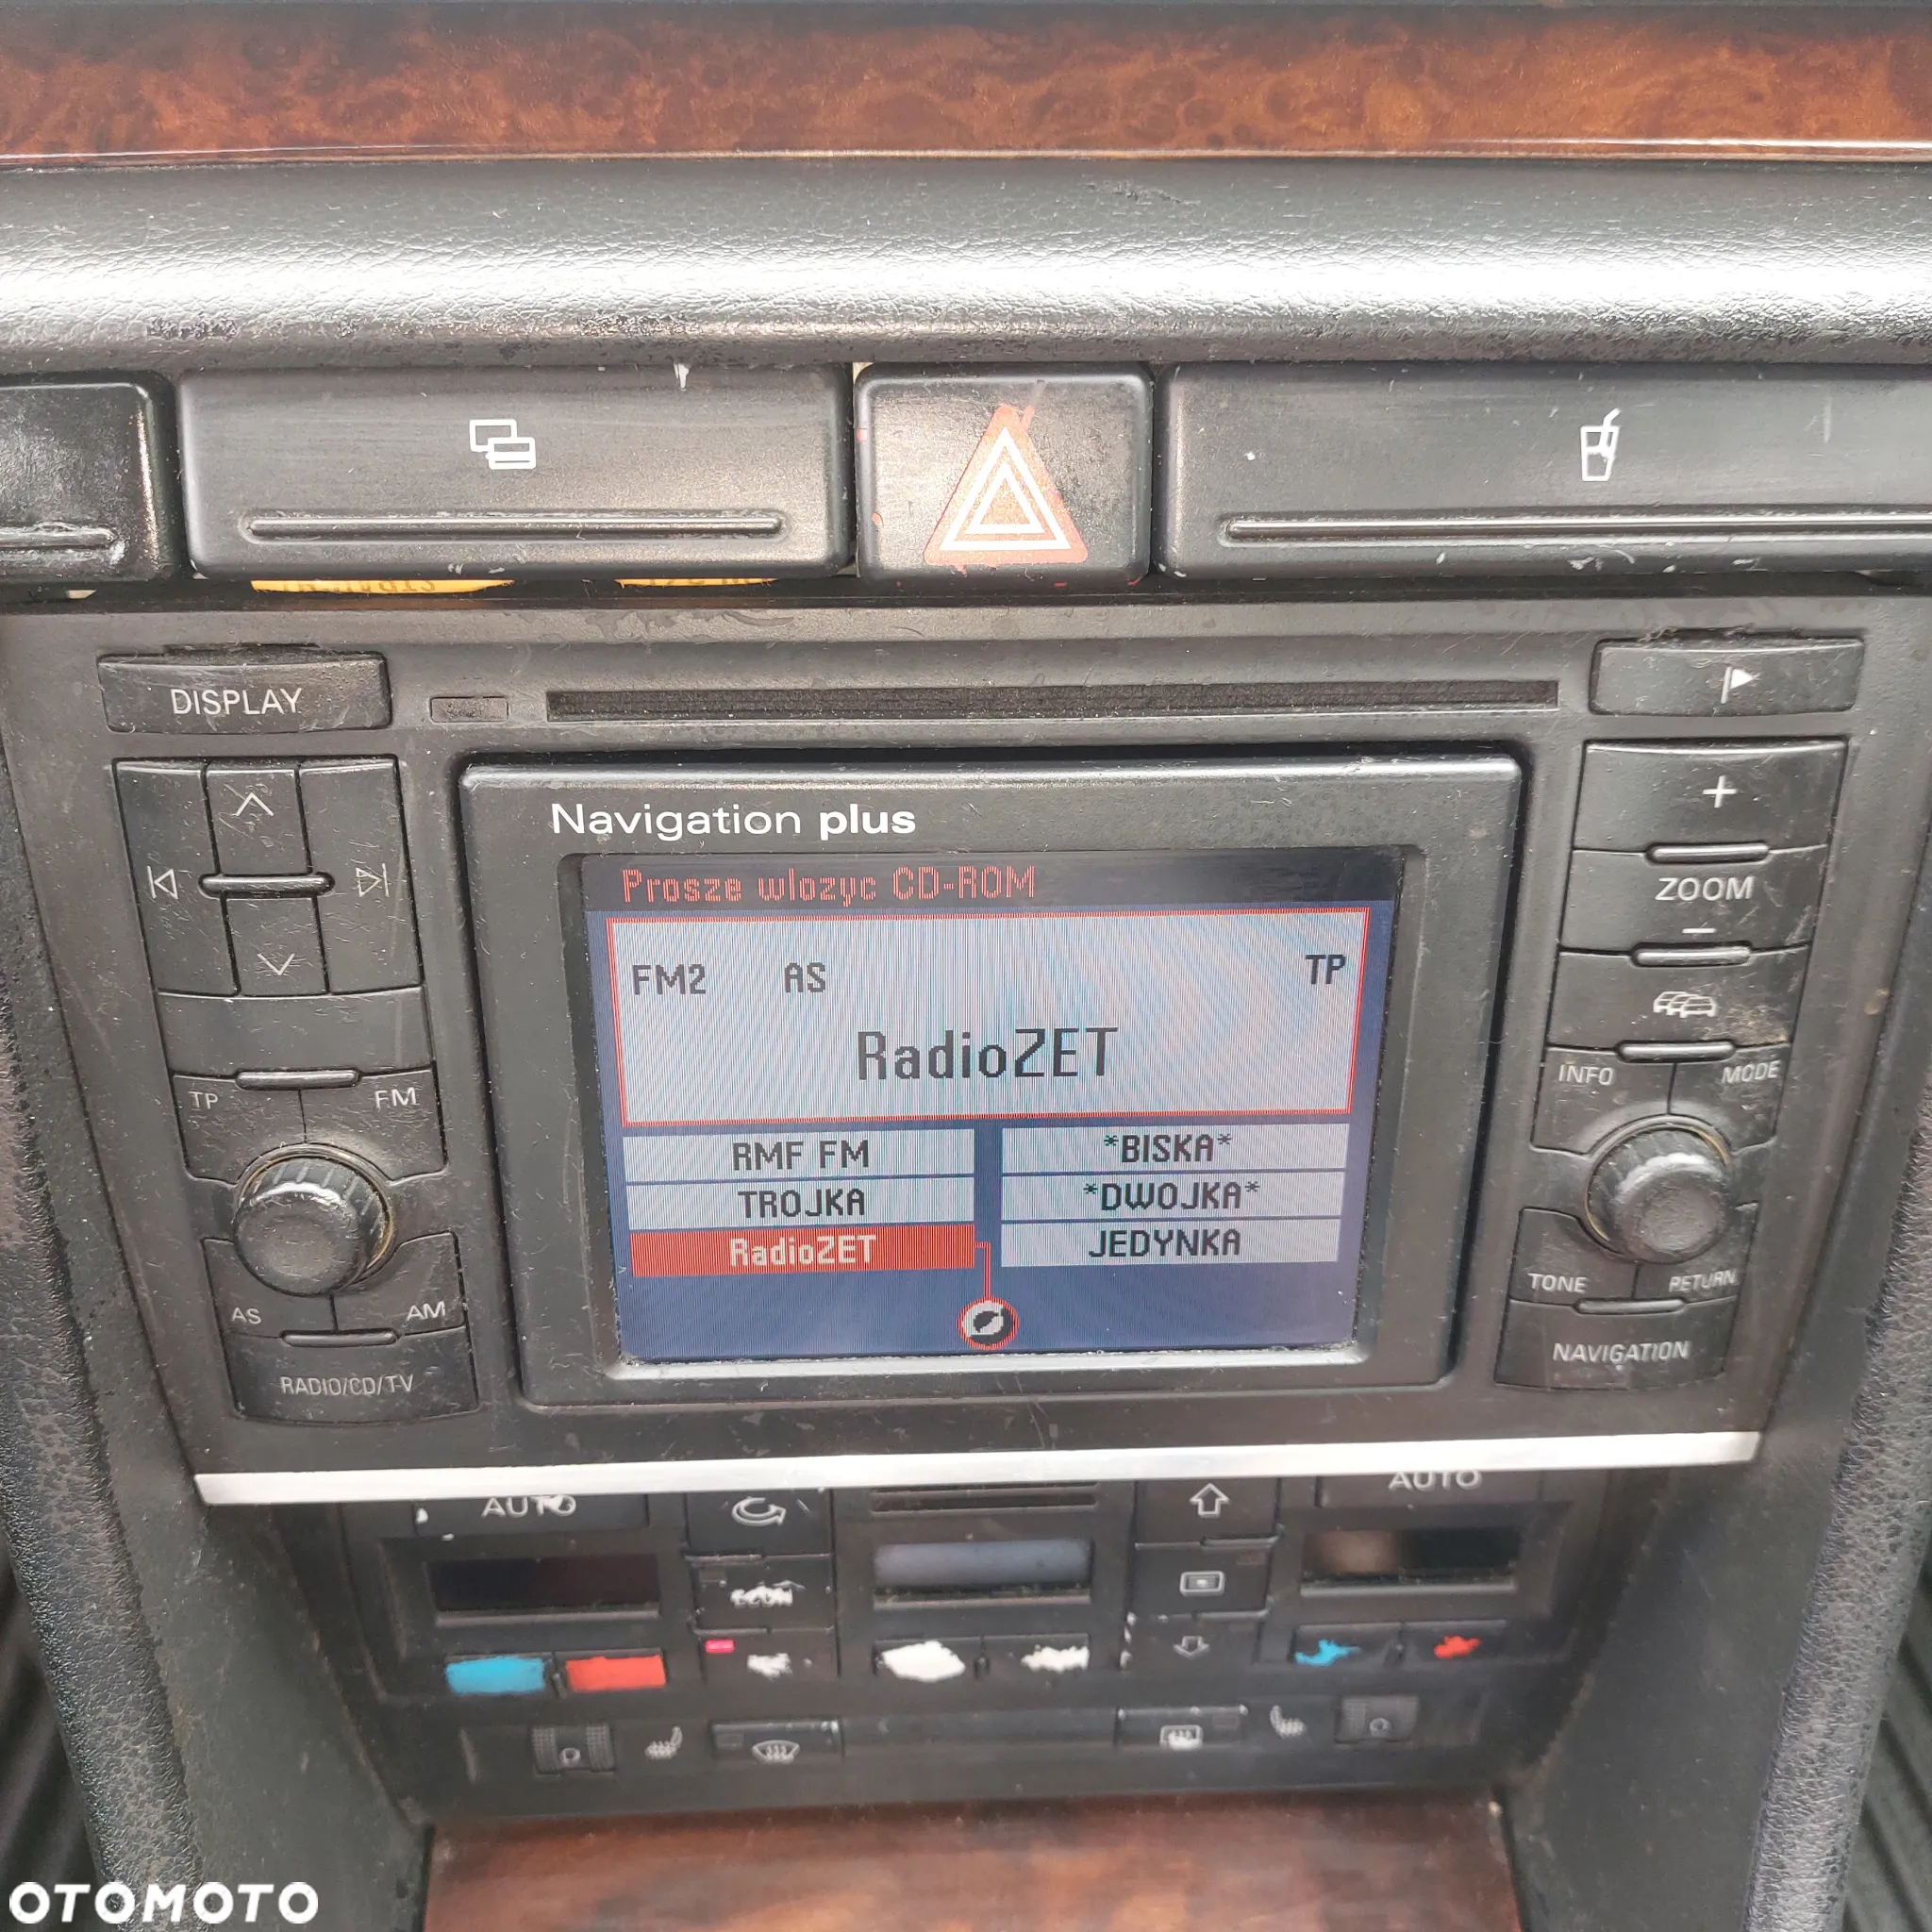 DISPLAY
Navigation plus
Prosze wlozyc CD-ROM
FM2 AS TP
RadioZET
RMF FM *BISKA*
TROJKA *DWOJKA*
RadioZET JEDYNKA
TP FM
AS AM
RADIO/CD/TV
+
ZOOM
−
INFO MODE
TONE RETURN
NAVIGATION
AUTO AUTO
ECON
OTOMOTO